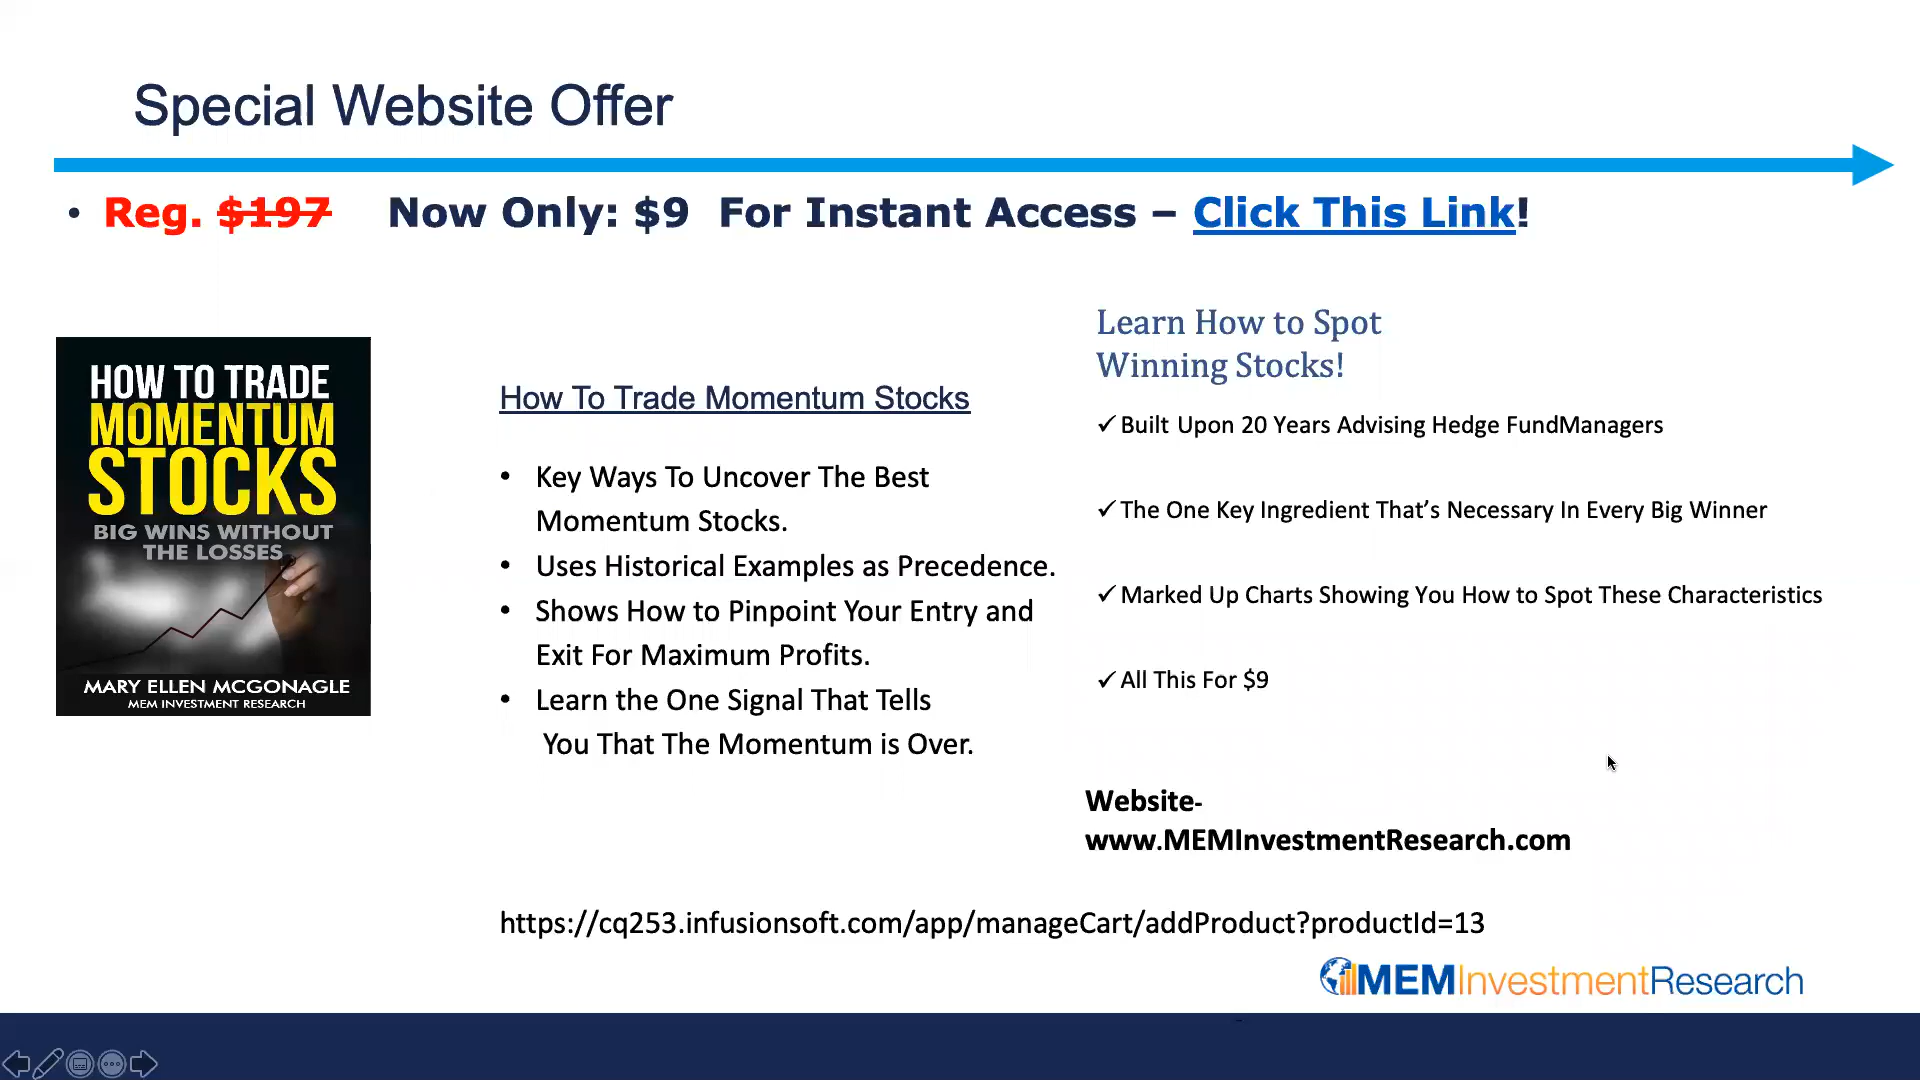 Special Website Offer
• Reg. $197 Now Only: $9 For Instant Access – Click This Link!
HOW TO TRADE
MOMENTUM
STOCKS
BIG WINS WITHOUT
THE LOSSES
MARY ELLEN MCGONAGLE
MEM INVESTMENT RESEARCH
How To Trade Momentum Stocks
• Key Ways To Uncover The Best
Momentum Stocks.
• Uses Historical Examples as Precedence.
• Shows How to Pinpoint Your Entry and
Exit For Maximum Profits.
• Learn the One Signal That Tells
You That The Momentum is Over.
Learn How to Spot
Winning Stocks!
✓ Built Upon 20 Years Advising Hedge FundManagers
✓ The One Key Ingredient That’s Necessary In Every Big Winner
✓ Marked Up Charts Showing You How to Spot These Characteristics
✓ All This For $9
Website-
www.MEMInvestmentResearch.com
https://cq253.infusionsoft.com/app/manageCart/addProduct?productId=13
MEMInvestmentResearch